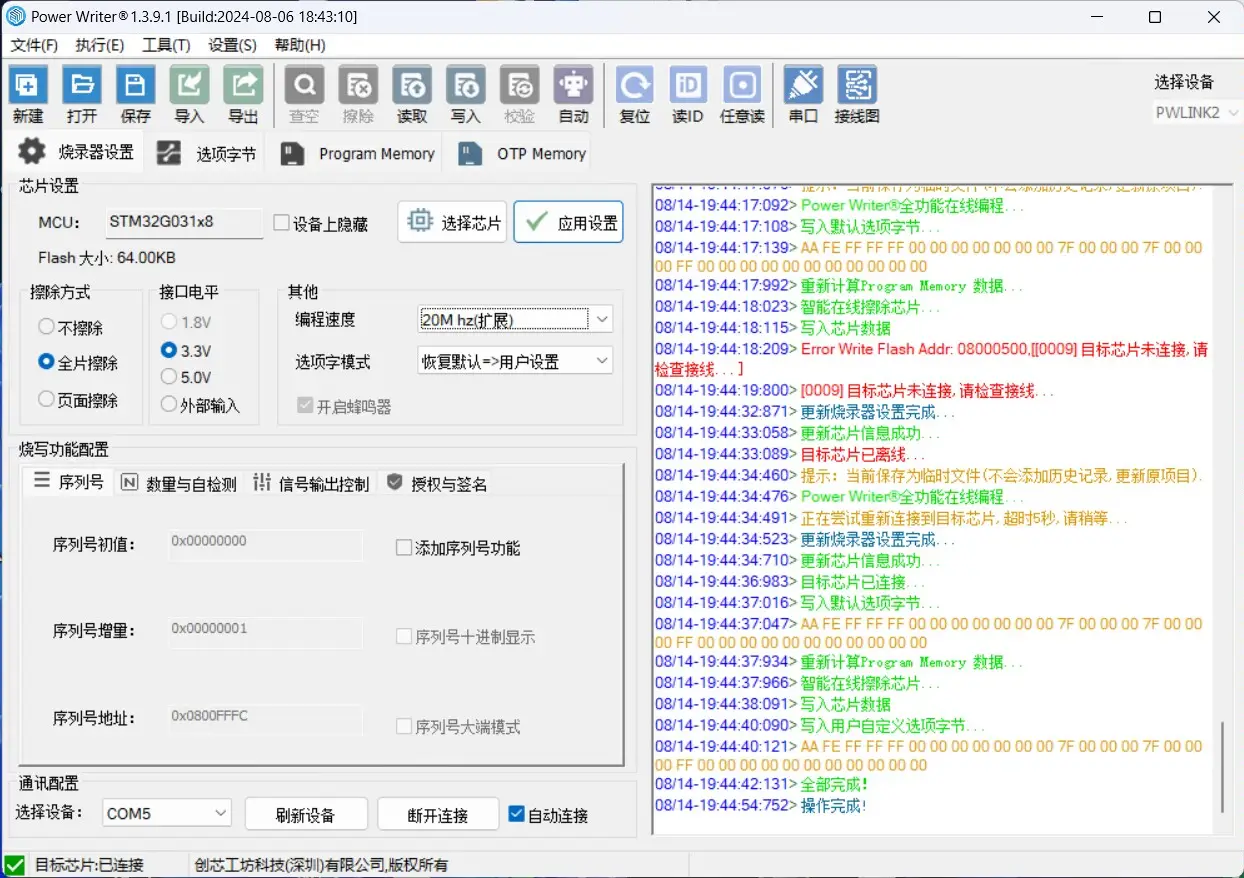 Power Writer® 1.3.9.1 [Build:2024-08-06 18:43:10]
文件(F) 执行(E) 工具(T) 设置(S) 帮助(H)
新建 打开 保存 导入 导出 查空 擦除 读取 写入 校验 自动 复位 读ID 任意读 串口 接线图
选择设备
PWLINK2
烧录器设置 选项字节 Program Memory OTP Memory
芯片设置
MCU: STM32G031x8 设备上隐藏 选择芯片 应用设置
Flash 大小: 64.00KB
擦除方式
不擦除
全片擦除
页面擦除
接口电平
1.8V
3.3V
5.0V
外部输入
其他
编程速度 20M hz(扩展)
选项字模式 恢复默认=>用户设置
开启蜂鸣器
烧写功能配置
序列号 数量与自检测 信号输出控制 授权与签名
序列号初值: 0x00000000 添加序列号功能
序列号增量: 0x00000001 序列号十进制显示
序列号地址: 0x0800FFFC 序列号大端模式
通讯配置
选择设备: COM5 刷新设备 断开连接 自动连接
08/14-19:44:17:092> Power Writer®全功能在线编程...
08/14-19:44:17:108> 写入默认选项字节...
08/14-19:44:17:139> AA FE FF FF FF 00 00 00 00 00 00 00 7F 00 00 00 7F 00 00
00 FF 00 00 00 00 00 00 00 00 00 00 00 00
08/14-19:44:17:992> 重新计算Program Memory 数据...
08/14-19:44:18:023> 智能在线擦除芯片...
08/14-19:44:18:115> 写入芯片数据
08/14-19:44:18:209> Error Write Flash Addr: 08000500,[[0009] 目标芯片未连接,请
检查接线...]
08/14-19:44:19:800> [0009] 目标芯片未连接,请检查接线...
08/14-19:44:32:871> 更新烧录器设置完成...
08/14-19:44:33:058> 更新芯片信息成功...
08/14-19:44:33:089> 目标芯片已离线...
08/14-19:44:34:460> 提示: 当前保存为临时文件(不会添加历史记录,更新原项目).
08/14-19:44:34:476> Power Writer®全功能在线编程...
08/14-19:44:34:491> 正在尝试重新连接到目标芯片,超时5秒,请稍等...
08/14-19:44:34:523> 更新烧录器设置完成...
08/14-19:44:34:710> 更新芯片信息成功...
08/14-19:44:36:983> 目标芯片已连接...
08/14-19:44:37:016> 写入默认选项字节...
08/14-19:44:37:047> AA FE FF FF FF 00 00 00 00 00 00 00 7F 00 00 00 7F 00 00
00 FF 00 00 00 00 00 00 00 00 00 00 00 00
08/14-19:44:37:934> 重新计算Program Memory 数据...
08/14-19:44:37:966> 智能在线擦除芯片...
08/14-19:44:38:091> 写入芯片数据
08/14-19:44:40:090> 写入用户自定义选项字节...
08/14-19:44:40:121> AA FE FF FF FF 00 00 00 00 00 00 00 7F 00 00 00 7F 00 00
00 FF 00 00 00 00 00 00 00 00 00 00 00 00
08/14-19:44:42:131> 全部完成!
08/14-19:44:54:752> 操作完成!
目标芯片:已连接 创芯工坊科技(深圳)有限公司,版权所有